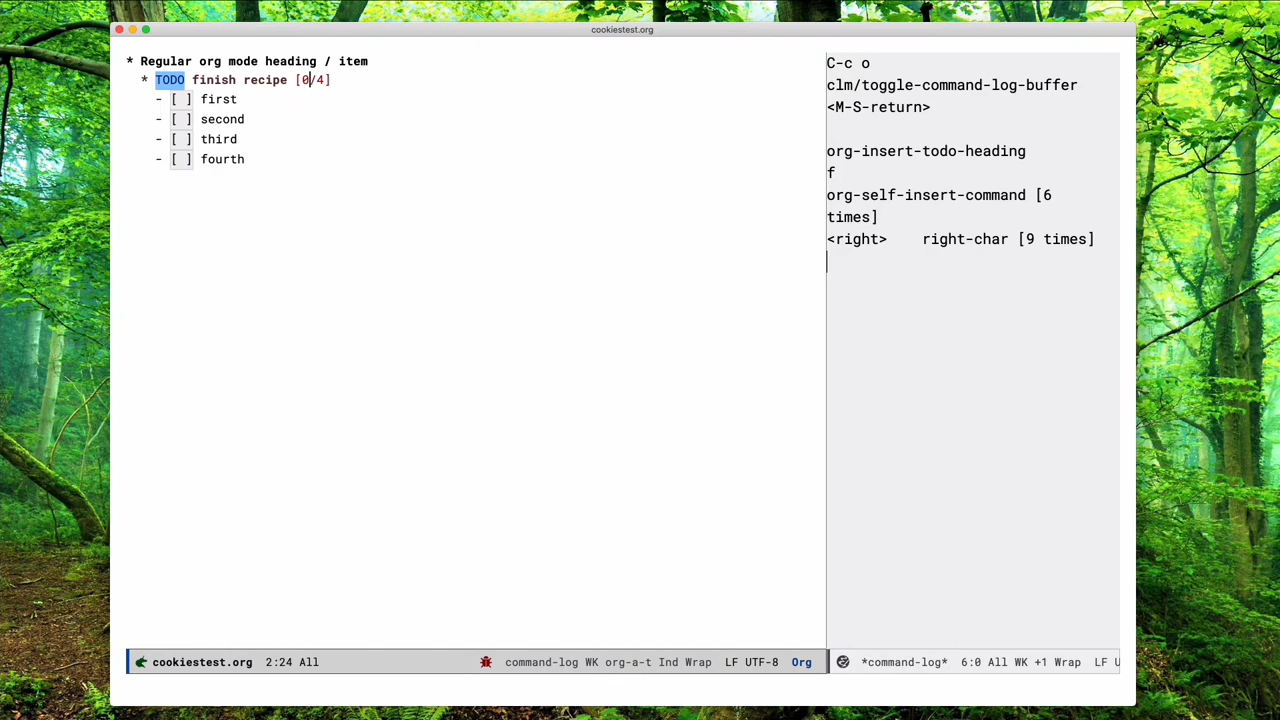 cookiestest.org
* Regular org mode heading / item
* TODO finish recipe [0/4]
- [ ] first
- [ ] second
- [ ] third
- [ ] fourth
C-c o
clm/toggle-command-log-buffer
<M-S-return>
org-insert-todo-heading
f
org-self-insert-command [6
times]
<right> right-char [9 times]
cookiestest.org 2:24 All command-log WK org-a-t Ind Wrap LF UTF-8 Org
*command-log* 6:0 All WK +1 Wrap LF U